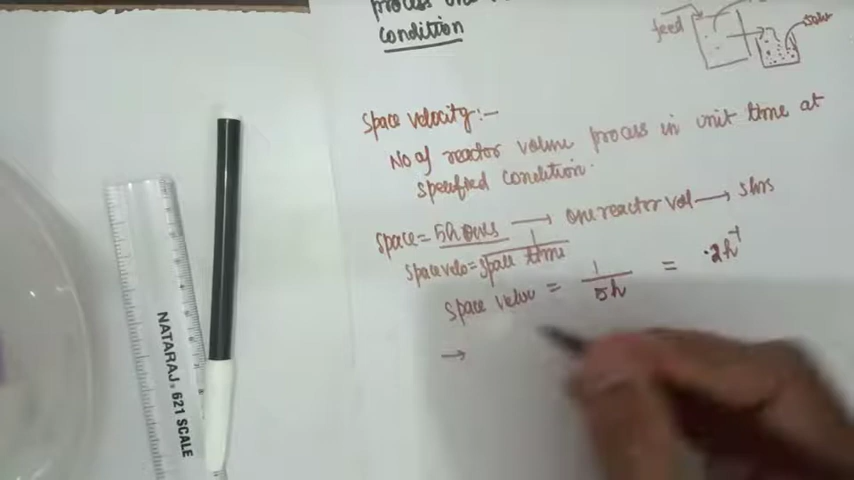 process
condition
feed
Space velocity:-
No of reactor volume process in unit time at
specified condition.
space = 5hours → one reactor vol → 5hrs
space velo = 1/space time
space velo = 1/5h = .2h⁻¹
→
NATARAJ 621 SCALE